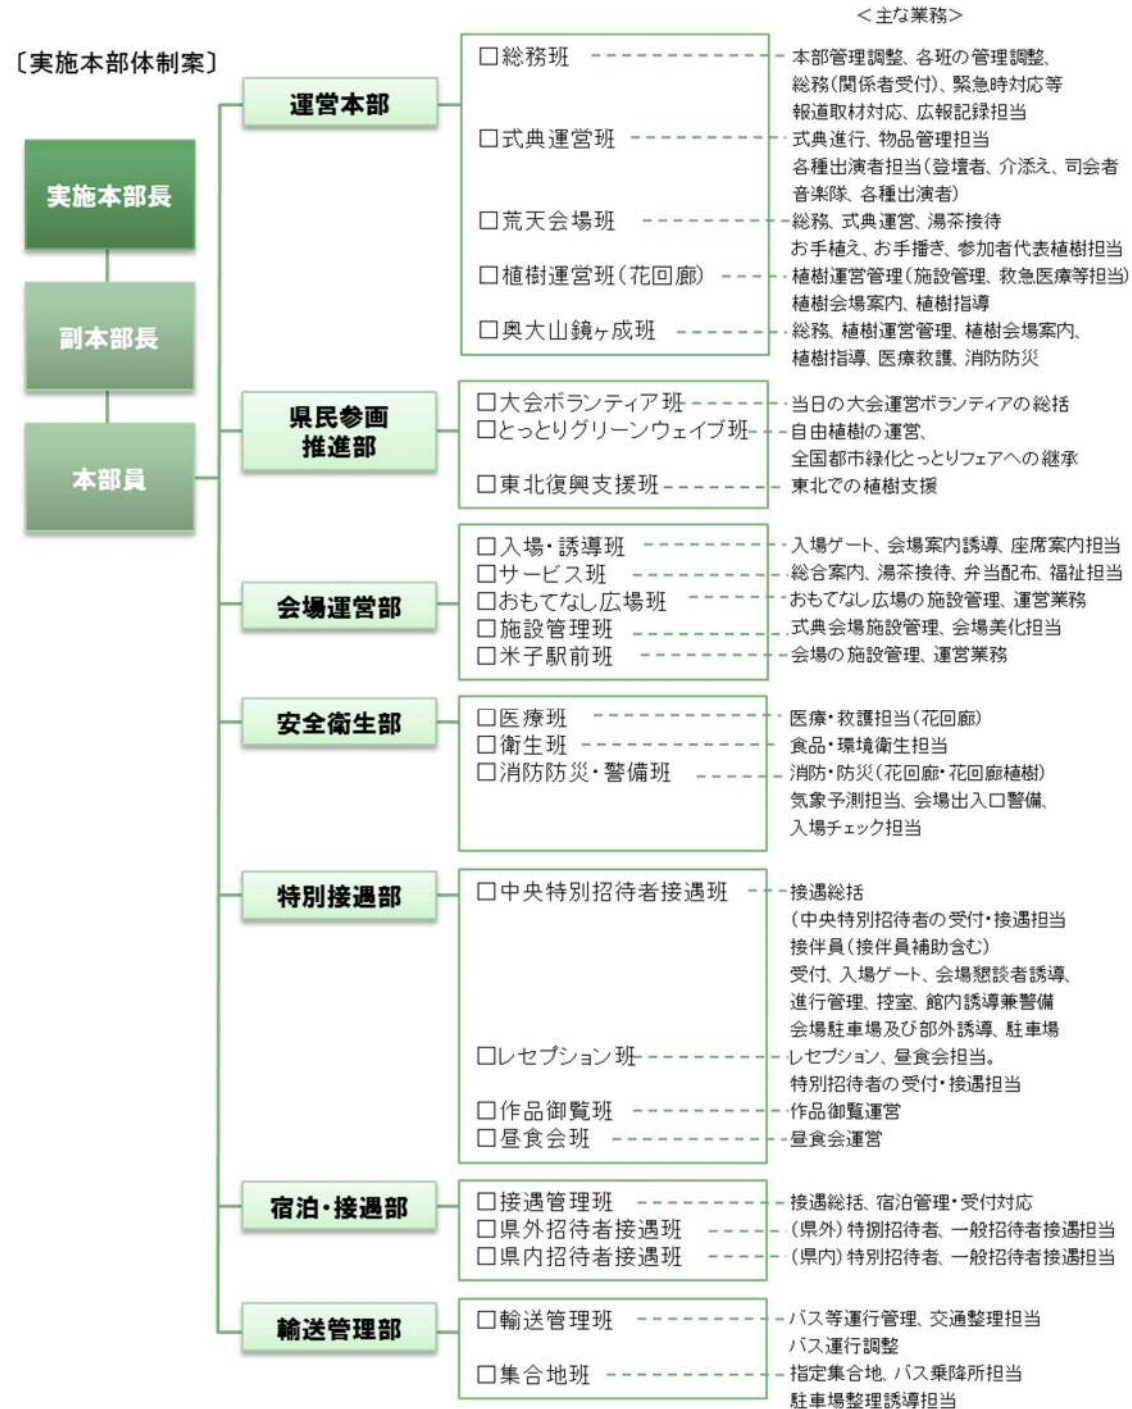 ＜主な業務＞
〔実施本部体制案〕
実施本部長
副本部長
本部員
運営本部
□総務班
本部管理調整、各班の管理調整、
総務(関係者受付)、緊急時対応等
報道取材対応、広報記録担当
□式典運営班
式典進行、物品管理担当
各種出演者担当(登壇者、介添え、司会者
音楽隊、各種出演者)
□荒天会場班
総務、式典運営、湯茶接待
お手植え、お手播き、参加者代表植樹担当
□植樹運営班(花回廊)
植樹運営管理(施設管理、救急医療等担当)
植樹会場案内、植樹指導
□奥大山鏡ヶ成班
総務、植樹運営管理、植樹会場案内、
植樹指導、医療救護、消防防災
県民参画
推進部
□大会ボランティア班
当日の大会運営ボランティアの総括
□とっとりグリーンウェイブ班
自由植樹の運営、
全国都市緑化とっとりフェアへの継承
□東北復興支援班
東北での植樹支援
会場運営部
□入場・誘導班
入場ゲート、会場案内誘導、座席案内担当
□サービス班
総合案内、湯茶接待、弁当配布、福祉担当
□おもてなし広場班
おもてなし広場の施設管理、運営業務
□施設管理班
式典会場施設管理、会場美化担当
□米子駅前班
会場の施設管理、運営業務
安全衛生部
□医療班
医療・救護担当(花回廊)
□衛生班
食品・環境衛生担当
□消防防災・警備班
消防・防災(花回廊・花回廊植樹)
気象予測担当、会場出入口警備、
入場チェック担当
特別接遇部
□中央特別招待者接遇班
接遇総括
(中央特別招待者の受付・接遇担当
接伴員(接伴員補助含む)
受付、入場ゲート、会場懇談者誘導、
進行管理、控室、館内誘導兼警備
会場駐車場及び部外誘導、駐車場
□レセプション班
レセプション、昼食会担当。
特別招待者の受付・接遇担当
□作品御覧班
作品御覧運営
□昼食会班
昼食会運営
宿泊・接遇部
□接遇管理班
接遇総括、宿泊管理・受付対応
□県外招待者接遇班
(県外)特別招待者、一般招待者接遇担当
□県内招待者接遇班
(県内)特別招待者、一般招待者接遇担当
輸送管理部
□輸送管理班
バス等運行管理、交通整理担当
バス運行調整
□集合地班
指定集合地、バス乗降所担当
駐車場整理誘導担当